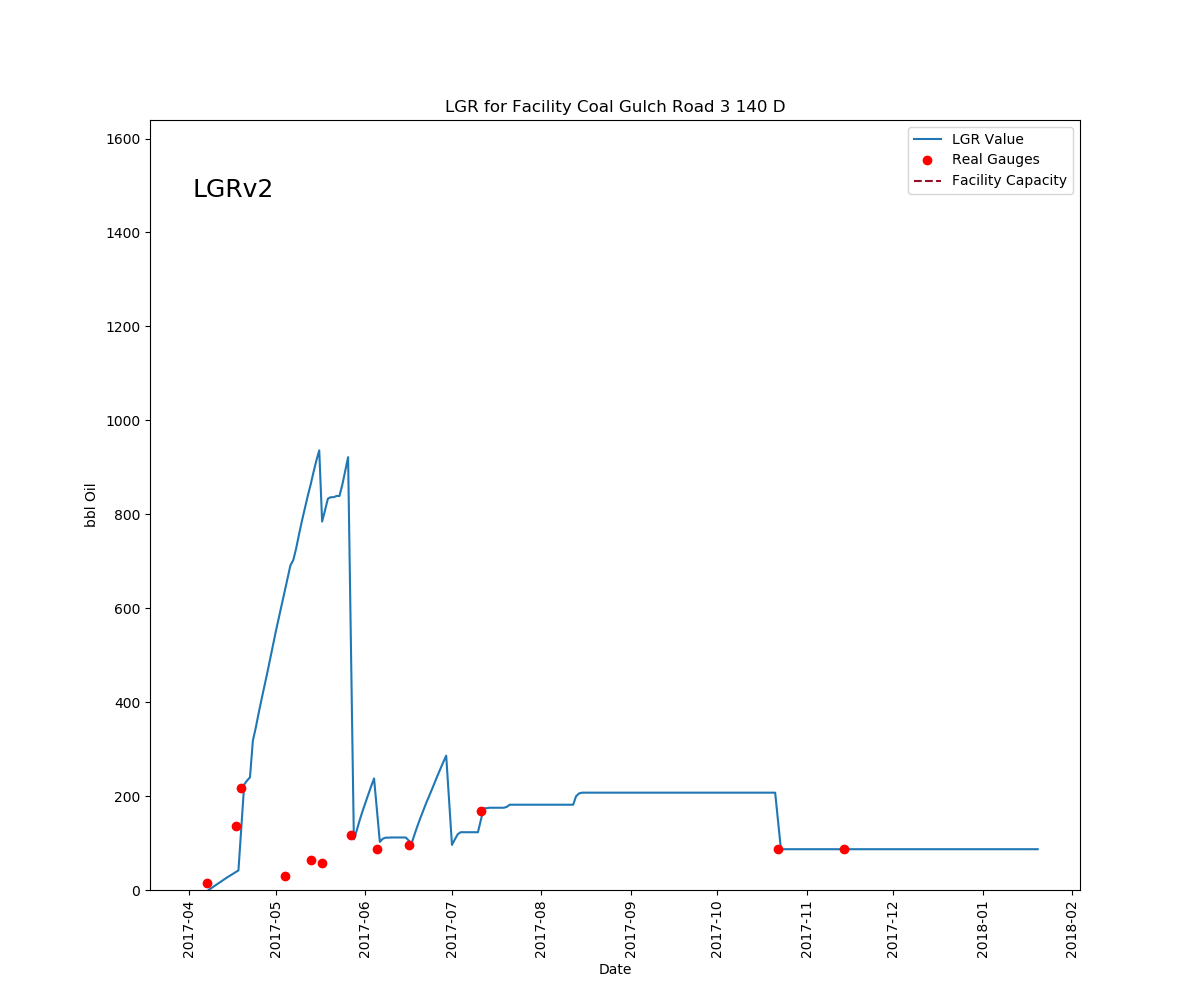 LGR for Facility Coal Gulch Road 3 140 D
LGRv2
LGR Value
Real Gauges
Facility Capacity
bbl Oil
1600
1400
1200
1000
800
600
400
200
0
2017-04
2017-05
2017-06
2017-07
2017-08
2017-09
2017-10
2017-11
2017-12
2018-01
2018-02
Date